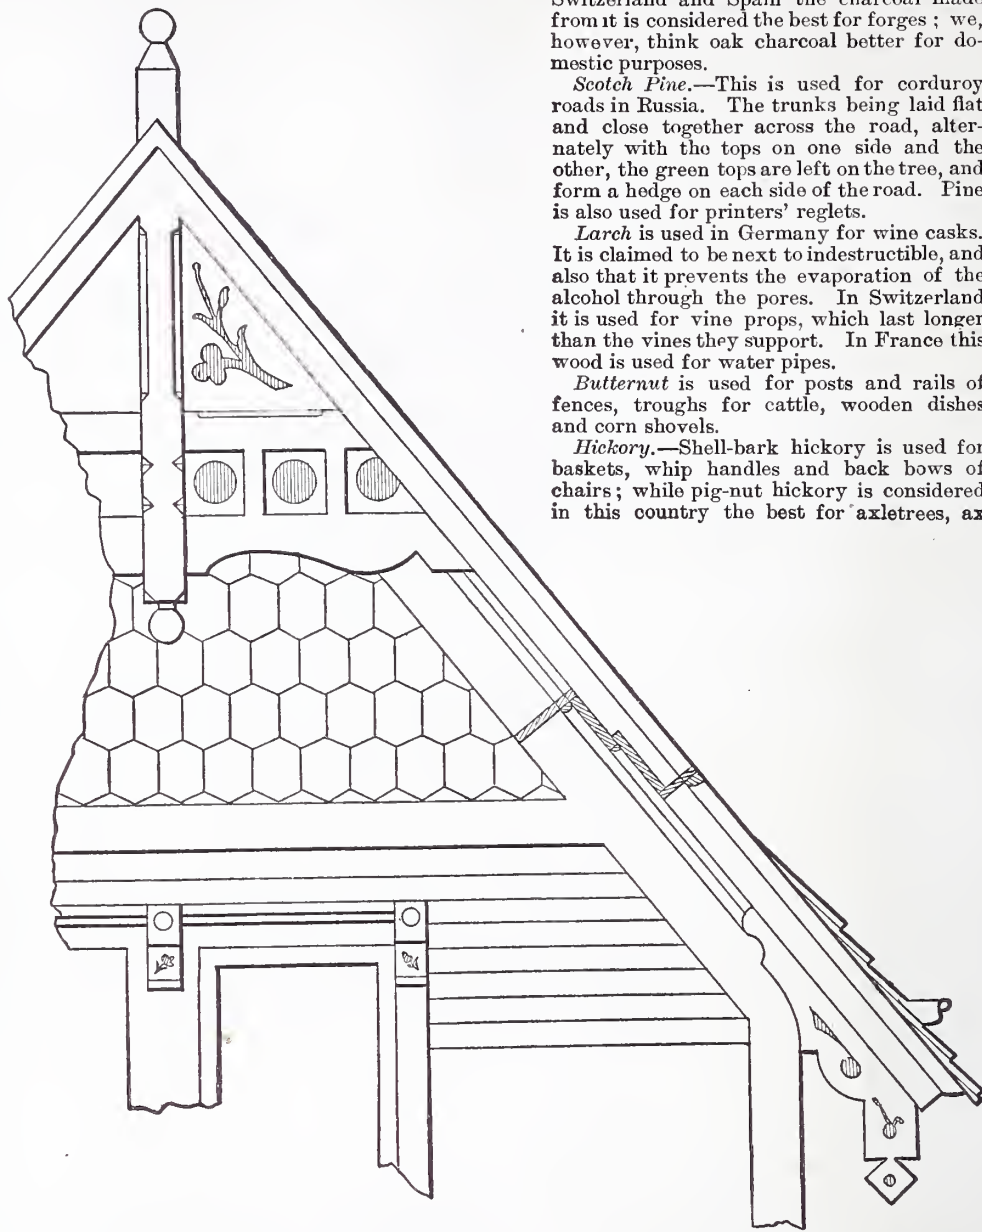 Switzerland and Spain the charcoal made
from it is considered the best for forges ; we,
however, think oak charcoal better for do-
mestic purposes.
Scotch Pine.—This is used for corduroy
roads in Russia. The trunks being laid flat
and close together across the road, alter-
nately with the tops on one side and the
other, the green tops are left on the tree, and
form a hedge on each side of the road. Pine
is also used for printers' reglets.
Larch is used in Germany for wine casks.
It is claimed to be next to indestructible, and
also that it prevents the evaporation of the
alcohol through the pores. In Switzerland
it is used for vine props, which last longer
than the vines they support. In France this
wood is used for water pipes.
Butternut is used for posts and rails of
fences, troughs for cattle, wooden dishes
and corn shovels.
Hickory.—Shell-bark hickory is used for
baskets, whip handles and back bows of
chairs ; while pig-nut hickory is considered
in this country the best for axletrees, ax